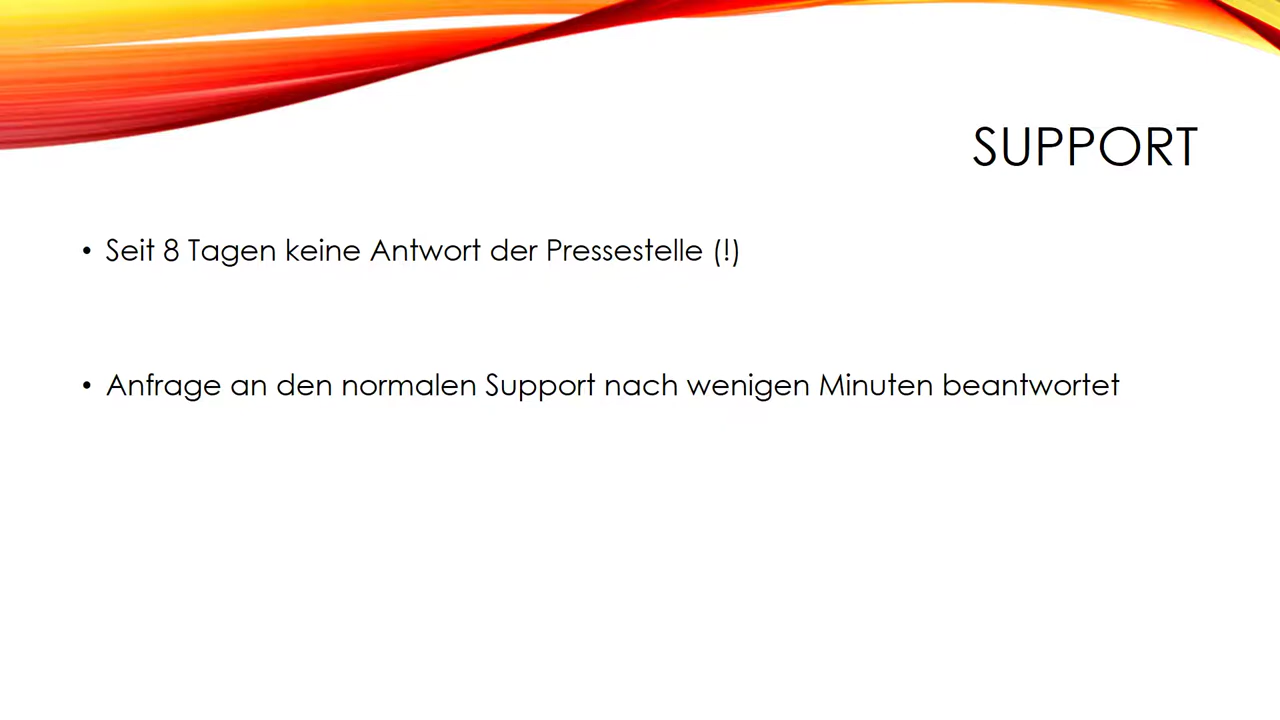 SUPPORT
• Seit 8 Tagen keine Antwort der Pressestelle (!)
• Anfrage an den normalen Support nach wenigen Minuten beantwortet